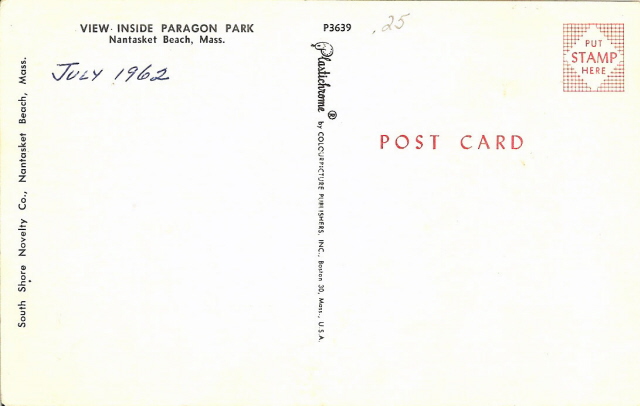 VIEW INSIDE PARAGON PARK
Nantasket Beach, Mass.
JULY 1962
South Shore Novelty Co., Nantasket Beach, Mass.
P3639
.25
Plastichrome ® by COLOURPICTURE PUBLISHERS, INC., Boston 30, Mass., U.S.A.
PUT
STAMP
HERE
POST CARD